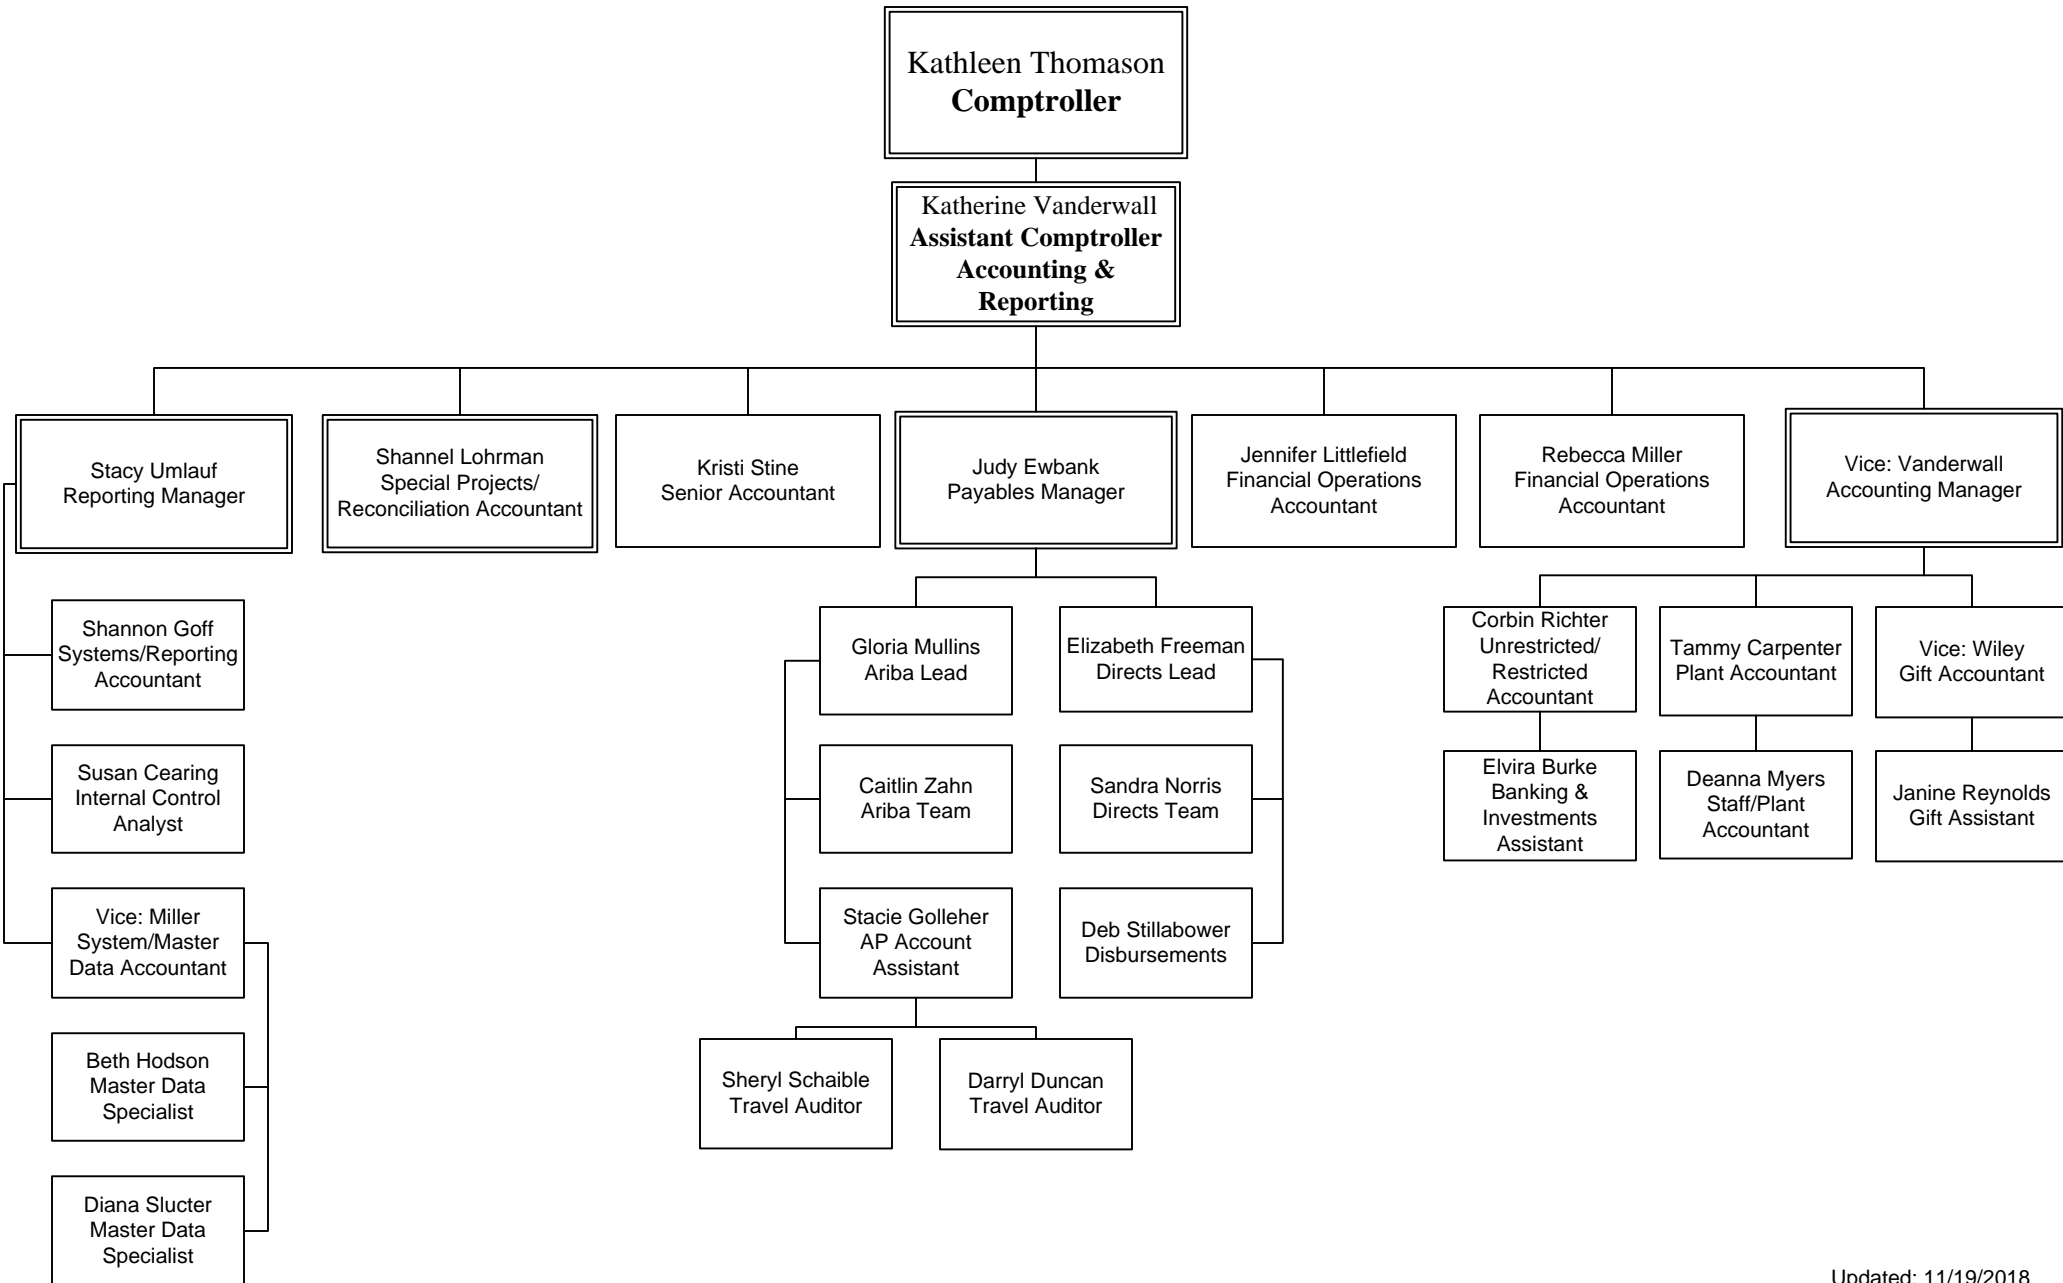 Kathleen Thomason
Comptroller
Katherine Vanderwall
Assistant Comptroller
Accounting &
Reporting
Stacy Umlauf
Reporting Manager
Shannel Lohrman
Special Projects/
Reconciliation Accountant
Kristi Stine
Senior Accountant
Judy Ewbank
Payables Manager
Jennifer Littlefield
Financial Operations
Accountant
Rebecca Miller
Financial Operations
Accountant
Vice: Vanderwall
Accounting Manager
Shannon Goff
Systems/Reporting
Accountant
Susan Cearing
Internal Control
Analyst
Vice: Miller
System/Master
Data Accountant
Beth Hodson
Master Data
Specialist
Diana Slucter
Master Data
Specialist
Gloria Mullins
Ariba Lead
Caitlin Zahn
Ariba Team
Stacie Golleher
AP Account
Assistant
Sheryl Schaible
Travel Auditor
Darryl Duncan
Travel Auditor
Elizabeth Freeman
Directs Lead
Sandra Norris
Directs Team
Deb Stillabower
Disbursements
Corbin Richter
Unrestricted/
Restricted
Accountant
Elvira Burke
Banking &
Investments
Assistant
Tammy Carpenter
Plant Accountant
Deanna Myers
Staff/Plant
Accountant
Vice: Wiley
Gift Accountant
Janine Reynolds
Gift Assistant
Updated: 11/19/2018